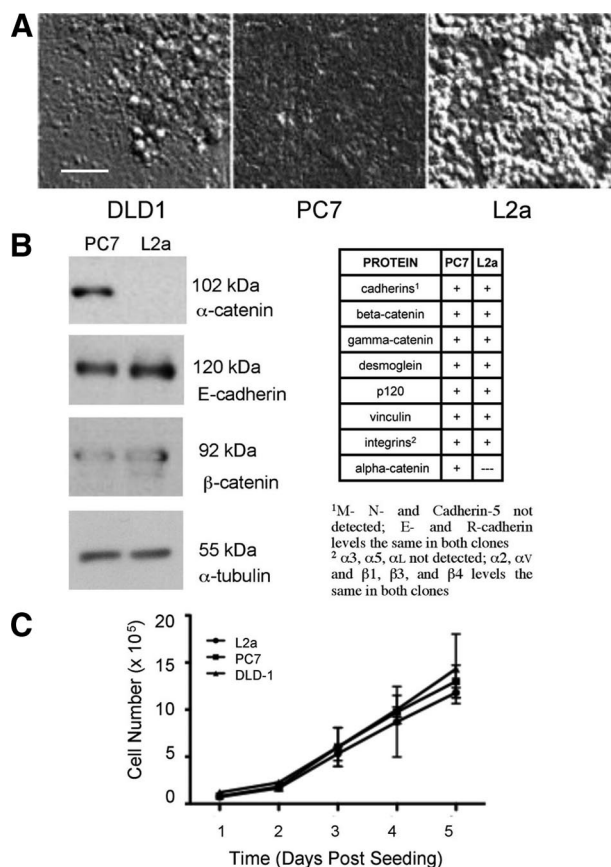 A
DLD1 PC7 L2a
B
PC7 L2a
102 kDa
α-catenin
120 kDa
E-cadherin
92 kDa
β-catenin
55 kDa
α-tubulin
PROTEIN PC7 L2a
cadherins¹ + +
beta-catenin + +
gamma-catenin + +
desmoglein + +
p120 + +
vinculin + +
integrins² + +
alpha-catenin + ---
¹M- N- and Cadherin-5 not
detected; E- and R-cadherin
levels the same in both clones
² α3, α5, αL not detected; α2, αV
and β1, β3, and β4 levels the
same in both clones
C
Cell Number (x 10⁵)
20
15
10
5
0
L2a
PC7
DLD-1
1 2 3 4 5
Time (Days Post Seeding)